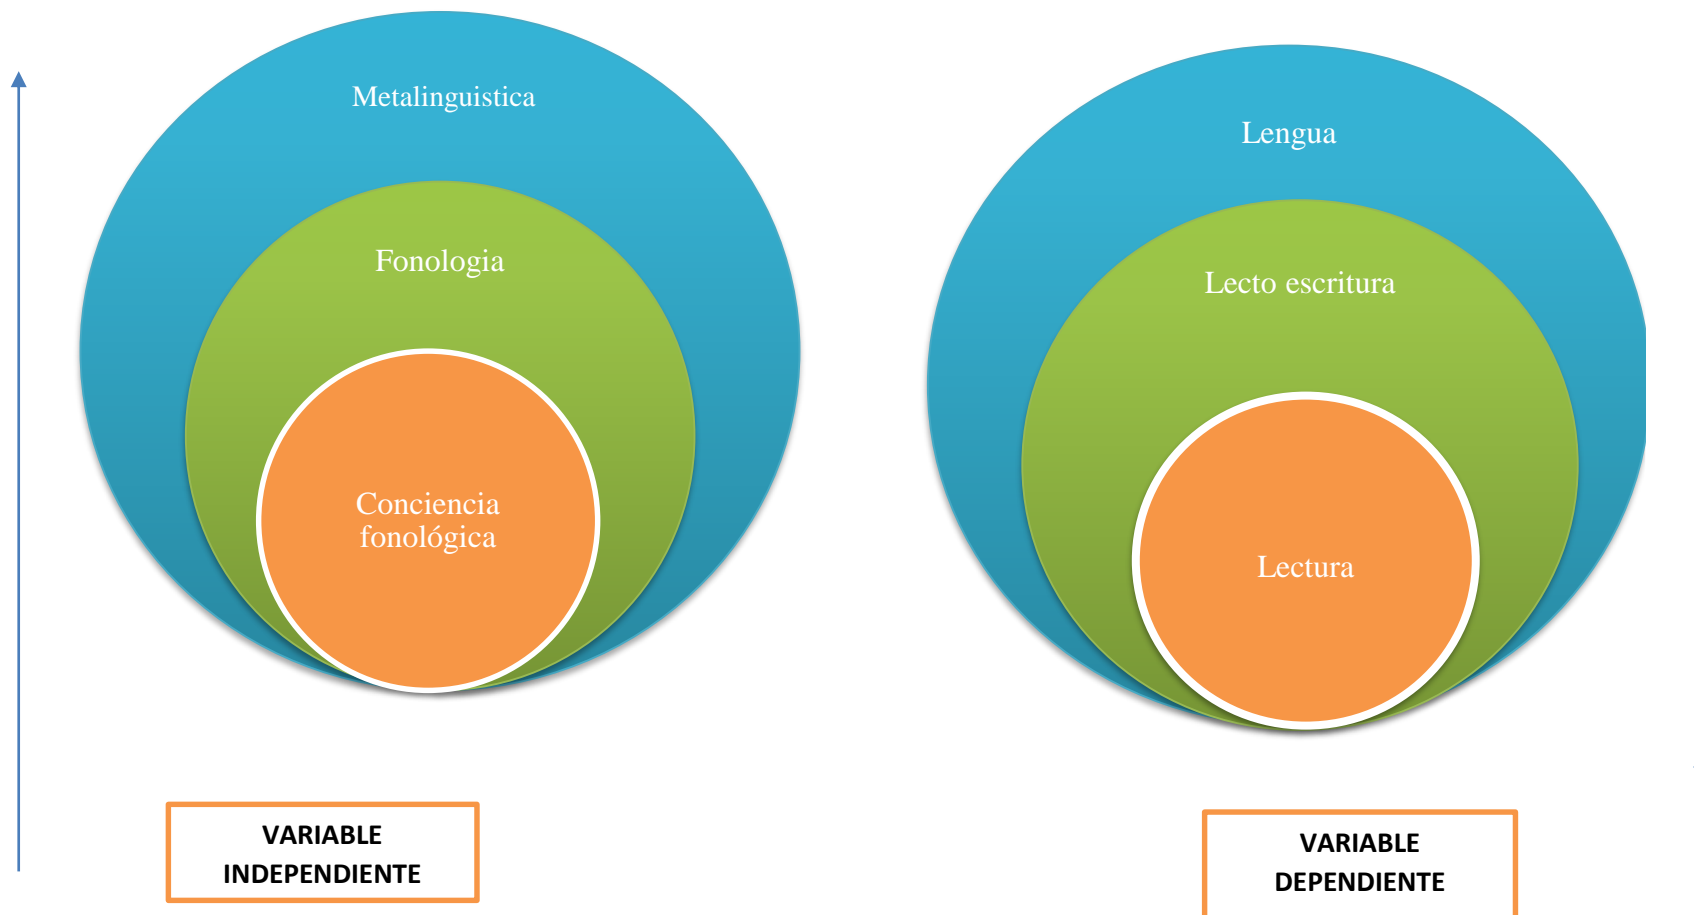 Metalinguistica
Fonologia
Conciencia
fonológica
VARIABLE
INDEPENDIENTE
Lengua
Lecto escritura
Lectura
VARIABLE
DEPENDIENTE